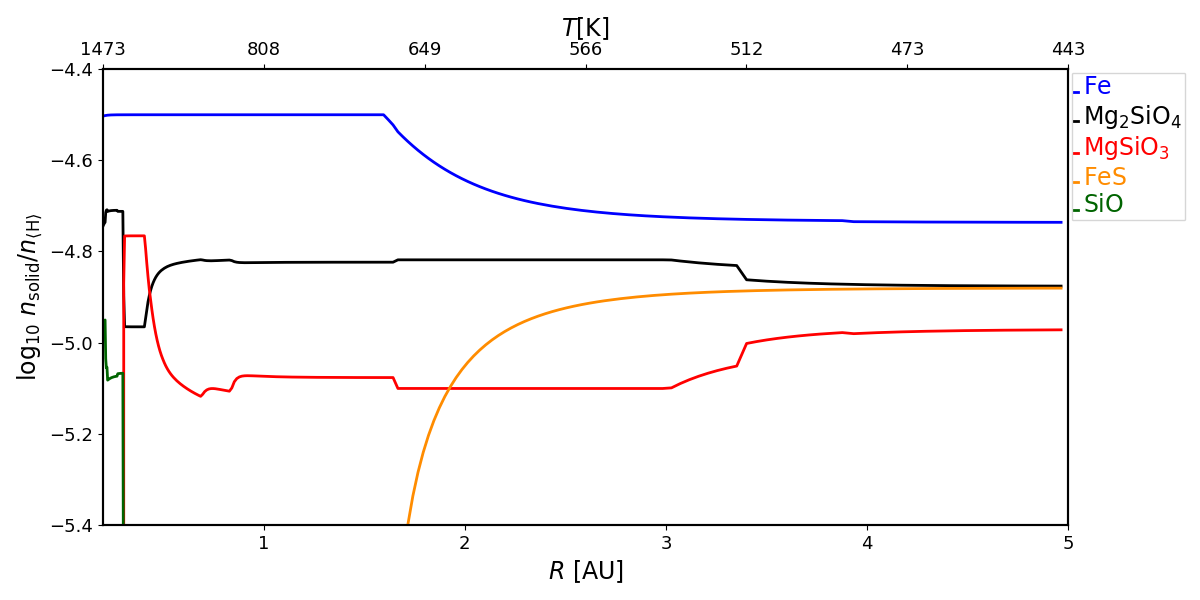 T[K]
1473 808 649 566 512 473 443
−4.4
−4.6
−4.8
−5.0
−5.2
−5.4
log₁₀ n_solid/n⟨H⟩
1 2 3 4 5
R [AU]
Fe
Mg₂SiO₄
MgSiO₃
FeS
SiO